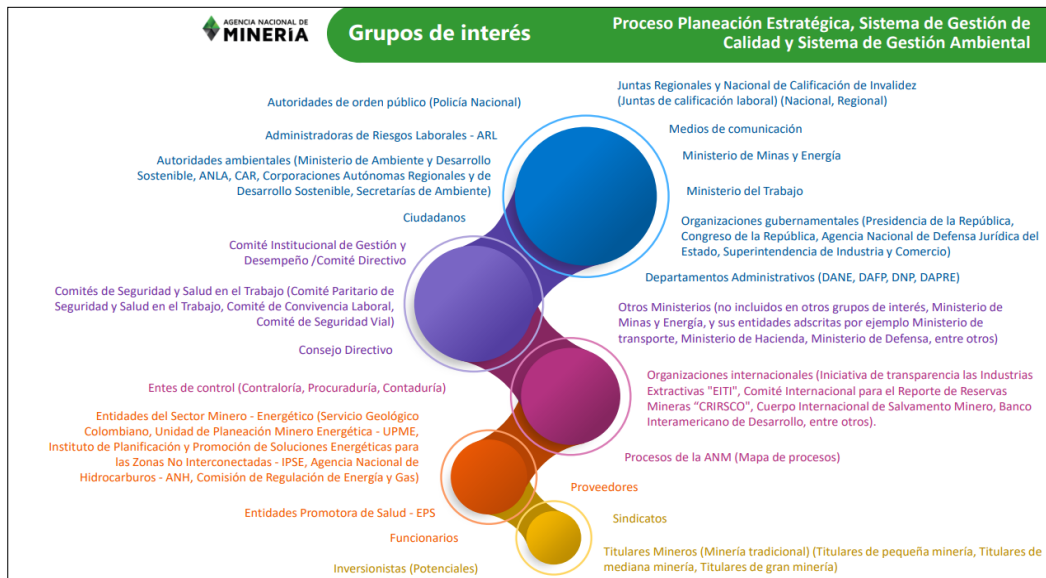 AGENCIA NACIONAL DE
MINERÍA
Grupos de interés
Proceso Planeación Estratégica, Sistema de Gestión de
Calidad y Sistema de Gestión Ambiental
Autoridades de orden público (Policía Nacional)
Administradoras de Riesgos Laborales - ARL
Autoridades ambientales (Ministerio de Ambiente y Desarrollo
Sostenible, ANLA, CAR, Corporaciones Autónomas Regionales y de
Desarrollo Sostenible, Secretarías de Ambiente)
Ciudadanos
Comité Institucional de Gestión y
Desempeño /Comité Directivo
Comités de Seguridad y Salud en el Trabajo (Comité Paritario de
Seguridad y Salud en el Trabajo, Comité de Convivencia Laboral,
Comité de Seguridad Vial)
Consejo Directivo
Entes de control (Contraloría, Procuraduría, Contaduría)
Entidades del Sector Minero - Energético (Servicio Geológico
Colombiano, Unidad de Planeación Minero Energética - UPME,
Instituto de Planificación y Promoción de Soluciones Energéticas para
las Zonas No Interconectadas - IPSE, Agencia Nacional de
Hidrocarburos - ANH, Comisión de Regulación de Energía y Gas)
Entidades Promotora de Salud - EPS
Funcionarios
Inversionistas (Potenciales)
Juntas Regionales y Nacional de Calificación de Invalidez
(Juntas de calificación laboral) (Nacional, Regional)
Medios de comunicación
Ministerio de Minas y Energía
Ministerio del Trabajo
Organizaciones gubernamentales (Presidencia de la República,
Congreso de la República, Agencia Nacional de Defensa Jurídica del
Estado, Superintendencia de Industria y Comercio)
Departamentos Administrativos (DANE, DAFP, DNP, DAPRE)
Otros Ministerios (no incluidos en otros grupos de interés, Ministerio de
Minas y Energía, y sus entidades adscritas por ejemplo Ministerio de
transporte, Ministerio de Hacienda, Ministerio de Defensa, entre otros)
Organizaciones internacionales (Iniciativa de transparencia las Industrias
Extractivas "EITI", Comité Internacional para el Reporte de Reservas
Mineras “CRIRSCO", Cuerpo Internacional de Salvamento Minero, Banco
Interamericano de Desarrollo, entre otros).
Procesos de la ANM (Mapa de procesos)
Proveedores
Sindicatos
Titulares Mineros (Minería tradicional) (Titulares de pequeña minería, Titulares de
mediana minería, Titulares de gran minería)